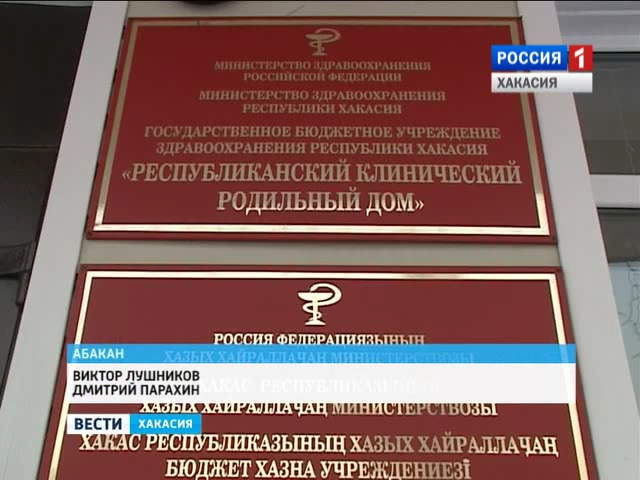 МИНИСТЕРСТВО ЗДРАВООХРАНЕНИЯ
РОССИЙСКОЙ ФЕДЕРАЦИИ
МИНИСТЕРСТВО ЗДРАВООХРАНЕНИЯ
РЕСПУБЛИКИ ХАКАСИЯ
ГОСУДАРСТВЕННОЕ БЮДЖЕТНОЕ УЧРЕЖДЕНИЕ
ЗДРАВООХРАНЕНИЯ РЕСПУБЛИКИ ХАКАСИЯ
«РЕСПУБЛИКАНСКИЙ КЛИНИЧЕСКИЙ
РОДИЛЬНЫЙ ДОМ»
РОССИЯ 1
ХАКАСИЯ
РОССИЯ ФЕДЕРАЦИЯЗЫНЫҢ
ХАЗЫХ ХАЙРАЛЛАЧАҢ МИНИСТЕРСТВОЗЫ
АБАКАН
ВИКТОР ЛУШНИКОВ
ДМИТРИЙ ПАРАХИН
ХАЗЫХ ХАЙРАЛЛАЧАҢ МИНИСТЕРСТВОЗЫ
ВЕСТИ ХАКАСИЯ
ХАКАС РЕСПУБЛИКАЗЫНЫҢ ХАЗЫХ ХАЙРАЛЛАЧАҢ
БЮДЖЕТ ХАЗНА УЧРЕЖДЕНИЕЗІ